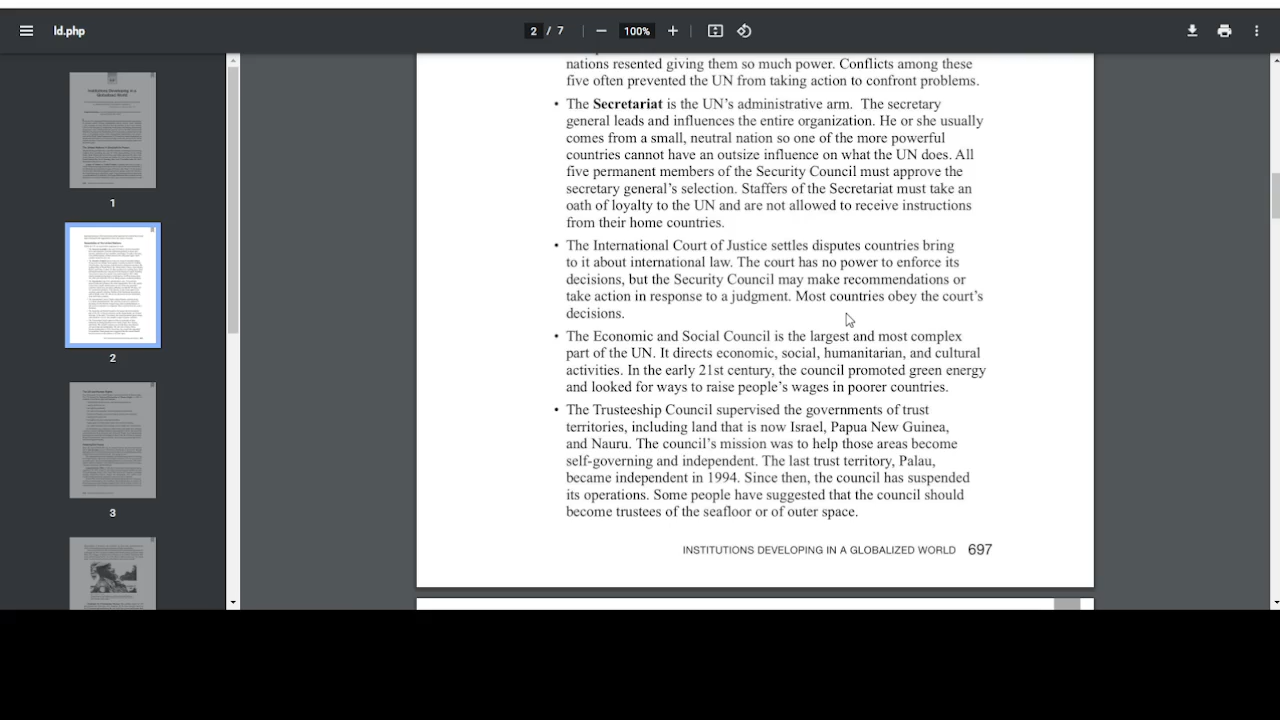 ld.php
2 / 7
100%
nations resented giving them so much power. Conflicts among these
five often prevented the UN from taking action to confront problems.
• The Secretariat is the UN's administrative arm. The secretary
general leads and influences the entire organization. He or she usually
comes from a small, neutral nation so one of the more powerful
countries cannot have an outsize influence on what the UN does. All
five permanent members of the Security Council must approve the
secretary general's selection. Staffers of the Secretariat must take an
oath of loyalty to the UN and are not allowed to receive instructions
from their home countries.
• The International Court of Justice settles disputes countries bring
to it about international law. The court has no power to enforce its
decisions, but the Security Council may make recommendations or
take action in response to a judgment. Most countries obey the court's
decisions.
• The Economic and Social Council is the largest and most complex
part of the UN. It directs economic, social, humanitarian, and cultural
activities. In the early 21st century, the council promoted green energy
and looked for ways to raise people's wages in poorer countries.
• The Trusteeship Council supervised the governments of trust
territories, including land that is now Israel, Papua New Guinea,
and Nauru. The council's mission was to help those areas become
self-governing and independent. The last trust territory, Palau,
became independent in 1994. Since then, the council has suspended
its operations. Some people have suggested that the council should
become trustees of the seafloor or of outer space.
INSTITUTIONS DEVELOPING IN A GLOBALIZED WORLD 697
1
2
3